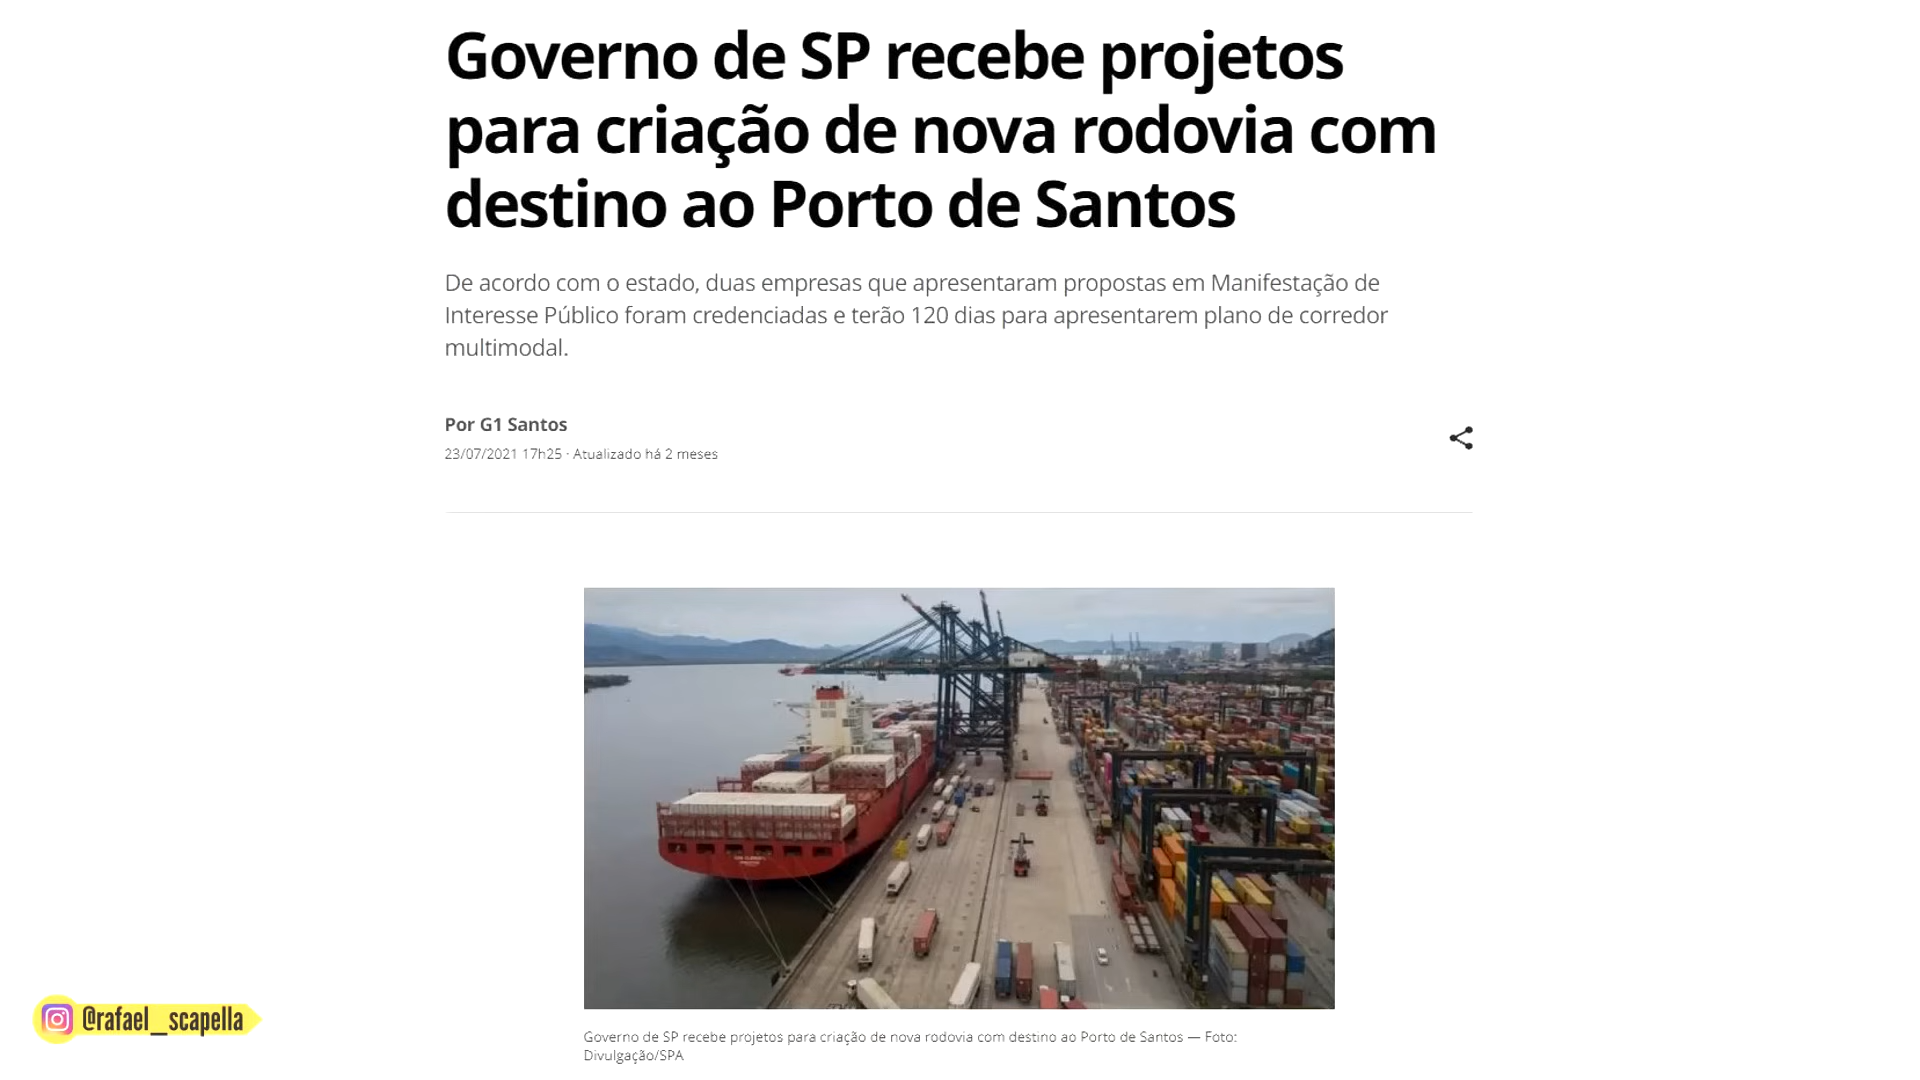 Governo de SP recebe projetos
para criação de nova rodovia com
destino ao Porto de Santos
De acordo com o estado, duas empresas que apresentaram propostas em Manifestação de
Interesse Público foram credenciadas e terão 120 dias para apresentarem plano de corredor
multimodal.
Por G1 Santos
23/07/2021 17h25 · Atualizado há 2 meses
Governo de SP recebe projetos para criação de nova rodovia com destino ao Porto de Santos — Foto:
Divulgação/SPA
@rafael_scapella